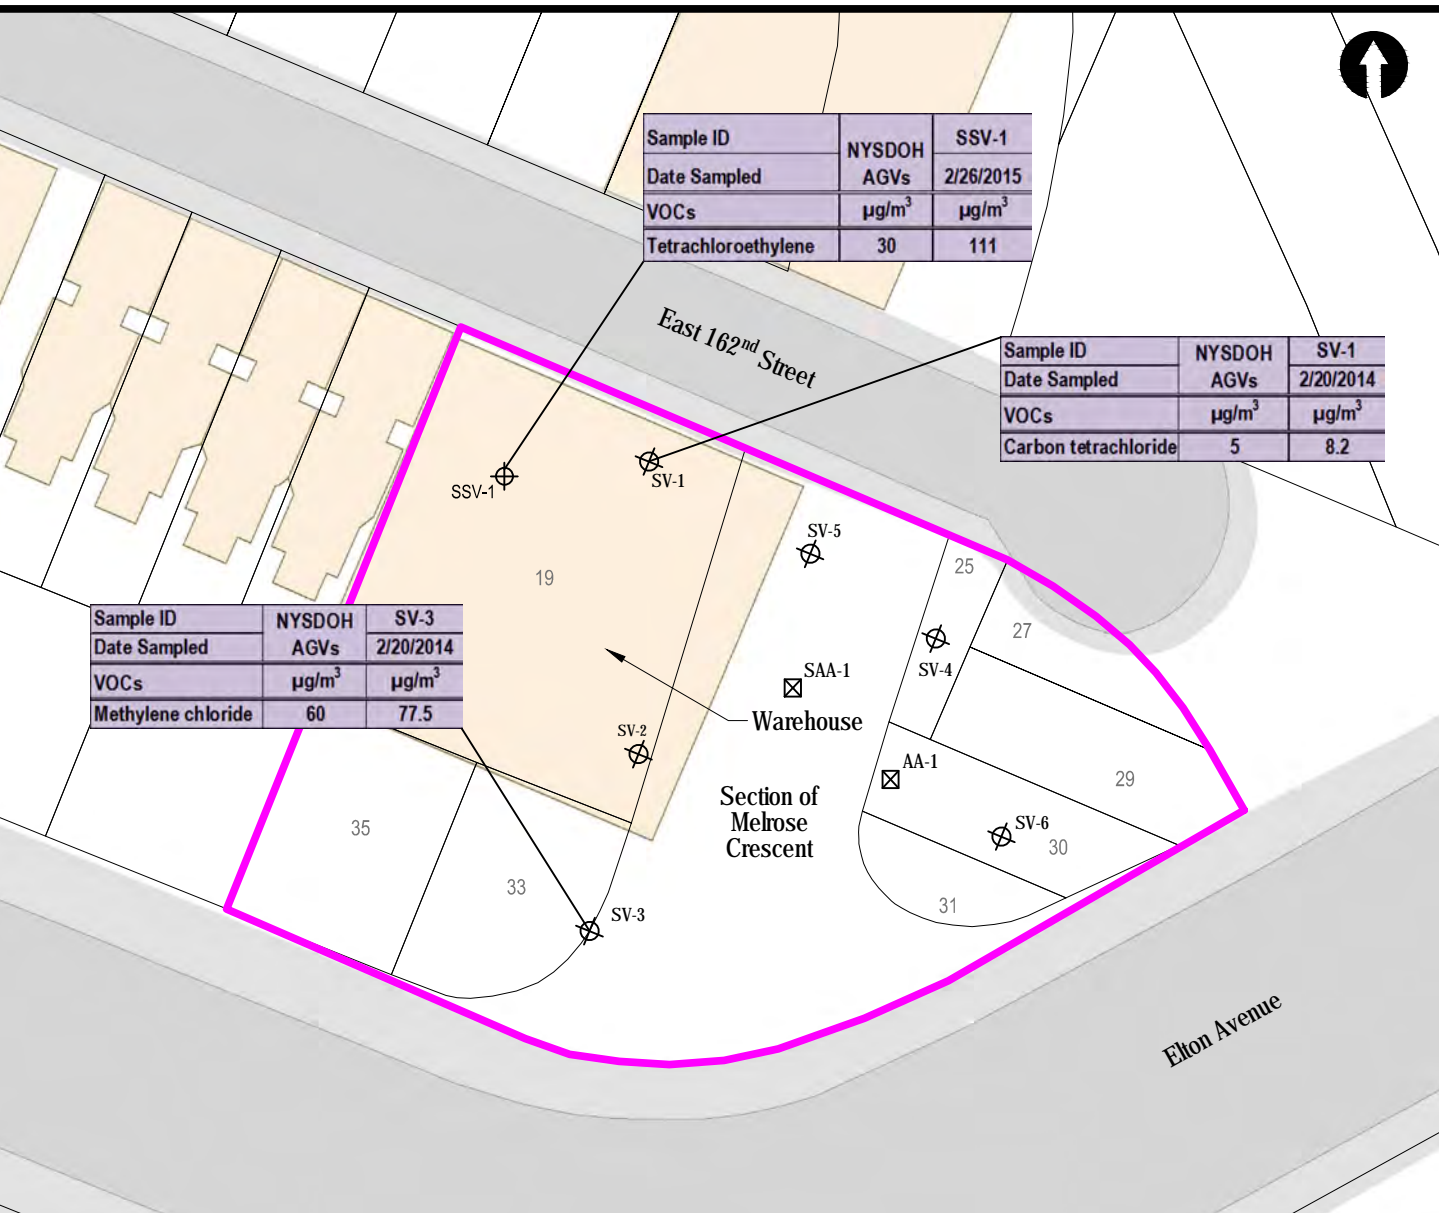 Sample ID NYSDOH AGVs SSV-1
Date Sampled 2/26/2015
VOCs µg/m³ µg/m³
Tetrachloroethylene 30 111
East 162nd Street
Sample ID NYSDOH AGVs SV-1
Date Sampled 2/20/2014
VOCs µg/m³ µg/m³
Carbon tetrachloride 5 8.2
SSV-1
SV-1
SV-5
25
19
27
Sample ID NYSDOH AGVs SV-3
Date Sampled 2/20/2014
VOCs µg/m³ µg/m³
Methylene chloride 60 77.5
SV-4
SAA-1
Warehouse
SV-2
AA-1
29
Section of
Melrose
Crescent
35
SV-6
30
33
31
SV-3
Elton Avenue